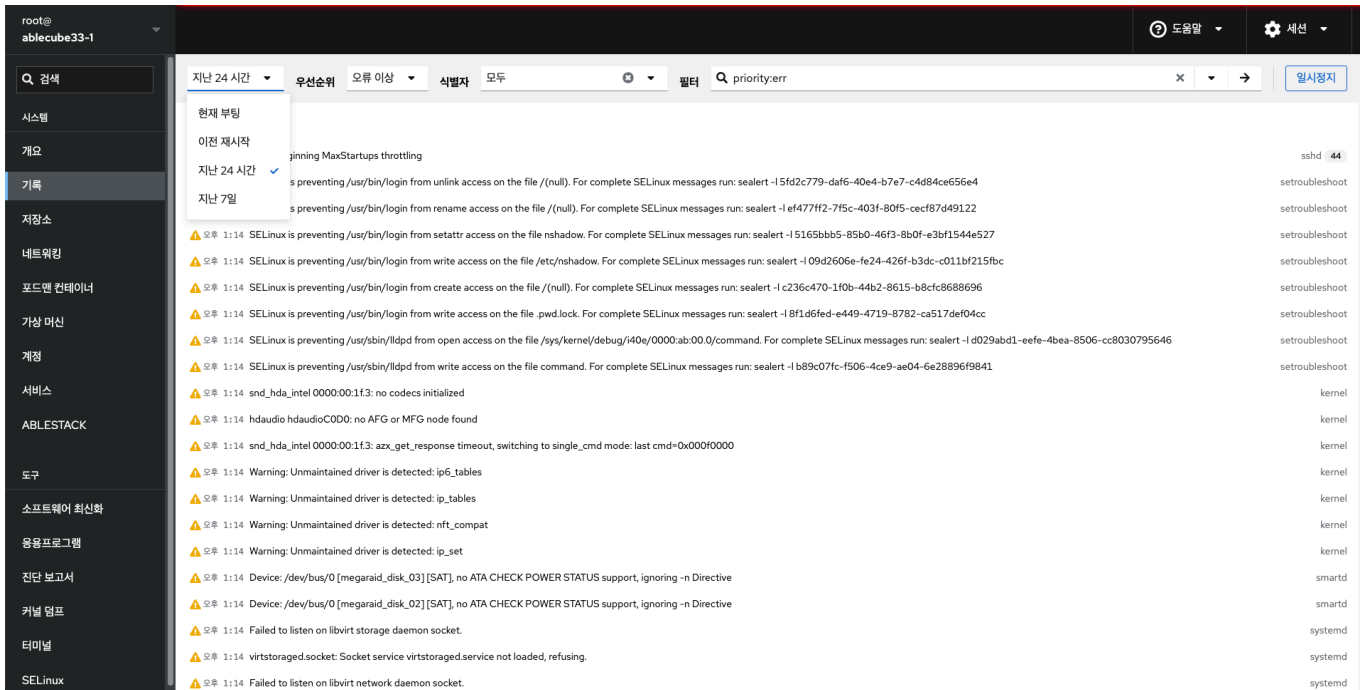 root@
ablecube33-1
도움말
세션
검색
지난 24 시간
우선순위
오류 이상
식별자
모두
필터
priority:err
일시정지
현재 부팅
이전 재시작
지난 24 시간
지난 7일
시스템
개요
기록
저장소
네트워킹
포드맨 컨테이너
가상 머신
계정
서비스
ABLESTACK
도구
소프트웨어 최신화
응용프로그램
진단 보고서
커널 덤프
터미널
SELinux
MaxStartups throttling sshd 44
is preventing /usr/bin/login from unlink access on the file /(null). For complete SELinux messages run: sealert -l 5fd2c779-daf6-40e4-b7e7-c4d84ce656e4 setroubleshoot
is preventing /usr/bin/login from rename access on the file /(null). For complete SELinux messages run: sealert -l ef477ff2-7f5c-403f-80f5-cecf87d49122 setroubleshoot
오후 1:14 SELinux is preventing /usr/bin/login from setattr access on the file nshadow. For complete SELinux messages run: sealert -l 5165bbb5-85b0-46f3-8b0f-e3bf1544e527 setroubleshoot
오후 1:14 SELinux is preventing /usr/bin/login from write access on the file /etc/nshadow. For complete SELinux messages run: sealert -l 09d2606e-fe24-426f-b3dc-c011bf215fbc setroubleshoot
오후 1:14 SELinux is preventing /usr/bin/login from create access on the file /(null). For complete SELinux messages run: sealert -l c236c470-1f0b-44b2-8615-b8cfc8688696 setroubleshoot
오후 1:14 SELinux is preventing /usr/bin/login from write access on the file .pwd.lock. For complete SELinux messages run: sealert -l 8f1d6fed-e449-4719-8782-ca517def04cc setroubleshoot
오후 1:14 SELinux is preventing /usr/sbin/lldpd from open access on the file /sys/kernel/debug/i40e/0000:ab:00.0/command. For complete SELinux messages run: sealert -l d029abd1-eefe-4bea-8506-cc8030795646 setroubleshoot
오후 1:14 SELinux is preventing /usr/sbin/lldpd from write access on the file command. For complete SELinux messages run: sealert -l b89c07fc-f506-4ce9-ae04-6e28896f9841 setroubleshoot
오후 1:14 snd_hda_intel 0000:00:1f.3: no codecs initialized kernel
오후 1:14 hdaudio hdaudioC0D0: no AFG or MFG node found kernel
오후 1:14 snd_hda_intel 0000:00:1f.3: azx_get_response timeout, switching to single_cmd mode: last cmd=0x000f0000 kernel
오후 1:14 Warning: Unmaintained driver is detected: ip6_tables kernel
오후 1:14 Warning: Unmaintained driver is detected: ip_tables kernel
오후 1:14 Warning: Unmaintained driver is detected: nft_compat kernel
오후 1:14 Warning: Unmaintained driver is detected: ip_set kernel
오후 1:14 Device: /dev/bus/0 [megaraid_disk_03] [SAT], no ATA CHECK POWER STATUS support, ignoring -n Directive smartd
오후 1:14 Device: /dev/bus/0 [megaraid_disk_02] [SAT], no ATA CHECK POWER STATUS support, ignoring -n Directive smartd
오후 1:14 Failed to listen on libvirt storage daemon socket. systemd
오후 1:14 virtstoraged.socket: Socket service virtstoraged.service not loaded, refusing. systemd
오후 1:14 Failed to listen on libvirt network daemon socket. systemd